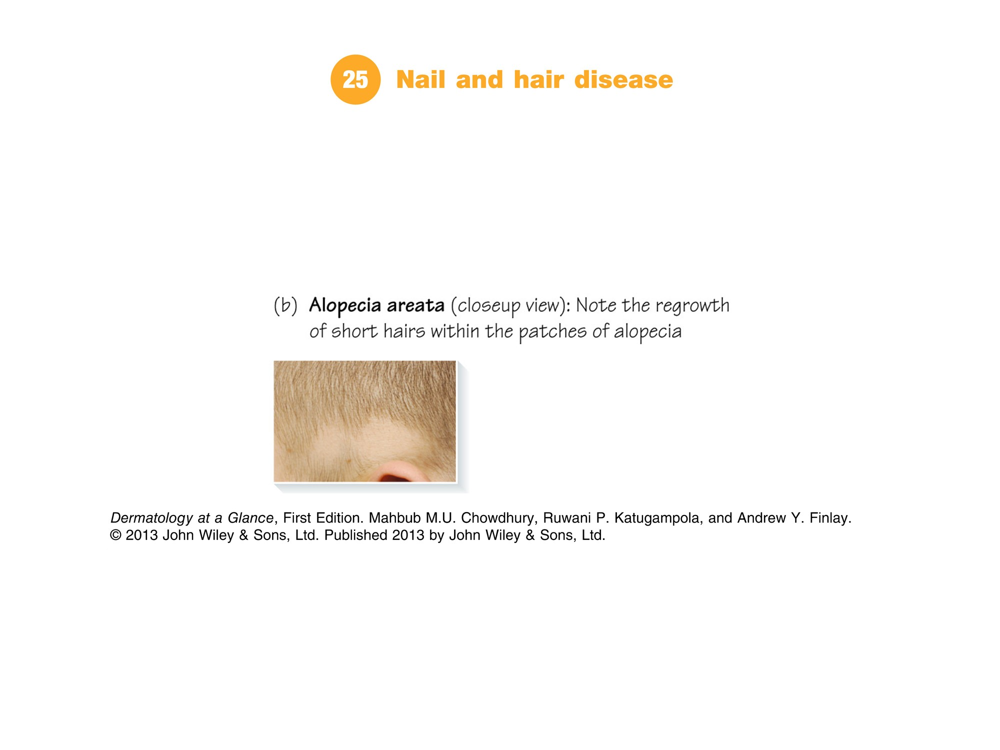 25 Nail and hair disease
(b) Alopecia areata (closeup view): Note the regrowth
of short hairs within the patches of alopecia
Dermatology at a Glance, First Edition. Mahbub M.U. Chowdhury, Ruwani P. Katugampola, and Andrew Y. Finlay.
© 2013 John Wiley & Sons, Ltd. Published 2013 by John Wiley & Sons, Ltd.